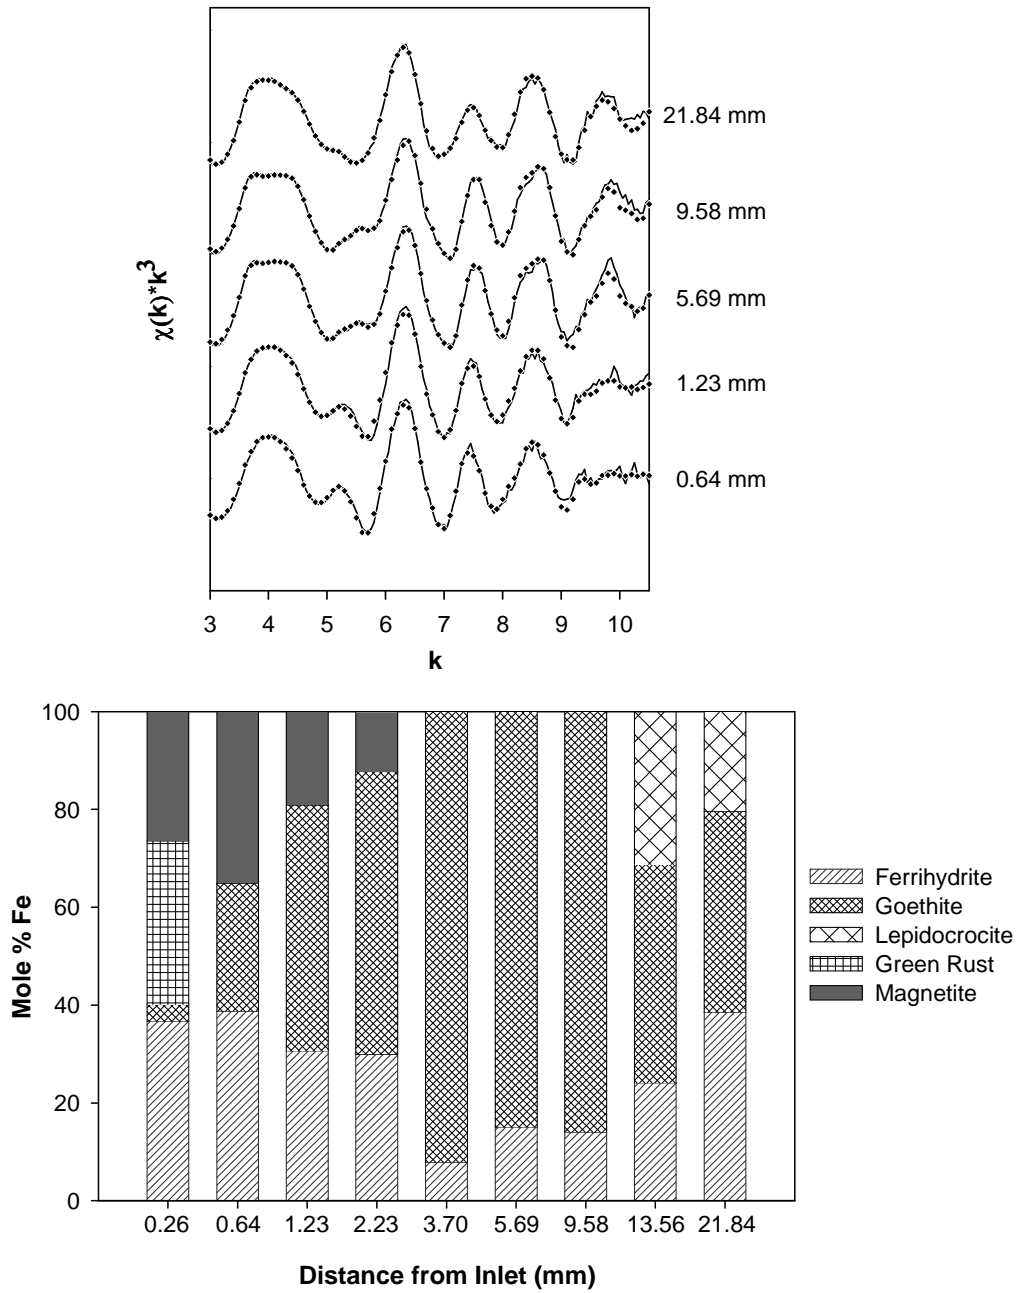 21.84 mm
9.58 mm
5.69 mm
1.23 mm
0.64 mm
χ(k)*k³
3 4 5 6 7 8 9 10
k
100
80
60
40
20
0
Mole % Fe
0.26 0.64 1.23 2.23 3.70 5.69 9.58 13.56 21.84
Distance from Inlet (mm)
Ferrihydrite
Goethite
Lepidocrocite
Green Rust
Magnetite